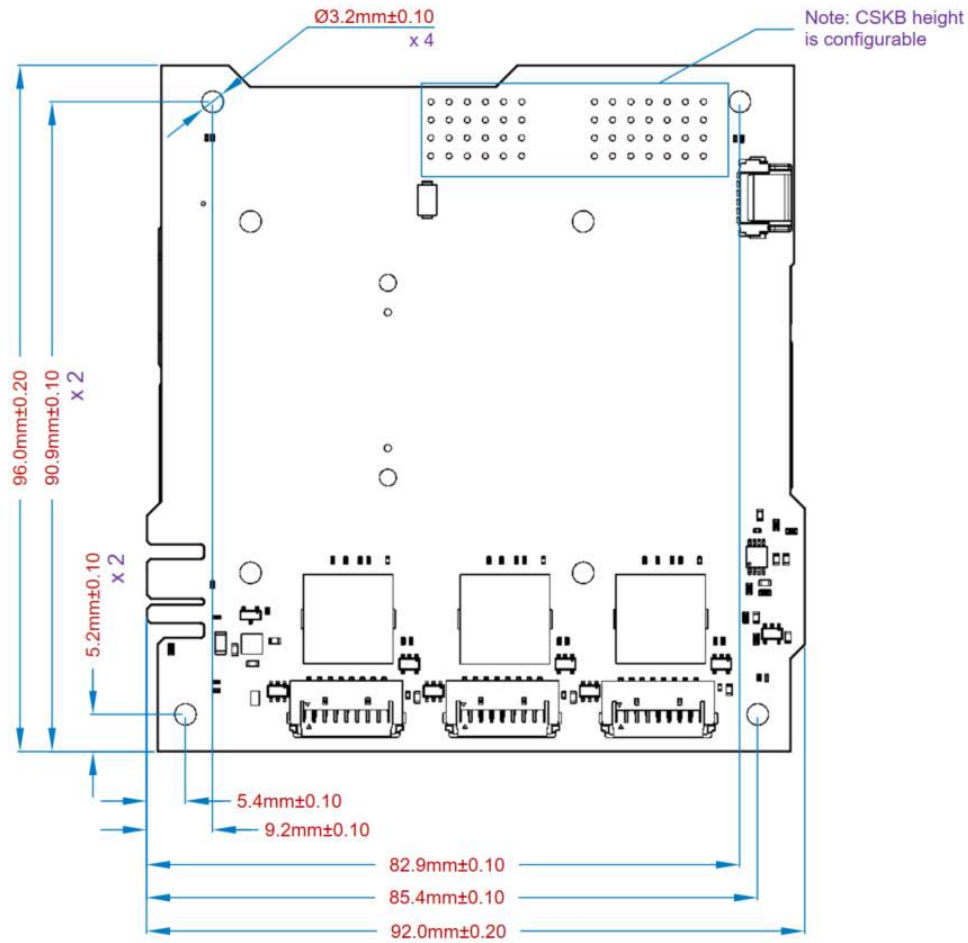 Ø3.2mm±0.10
x 4
Note: CSKB height
is configurable
96.0mm±0.20
90.9mm±0.10
x 2
5.2mm±0.10
x 2
5.4mm±0.10
9.2mm±0.10
82.9mm±0.10
85.4mm±0.10
92.0mm±0.20